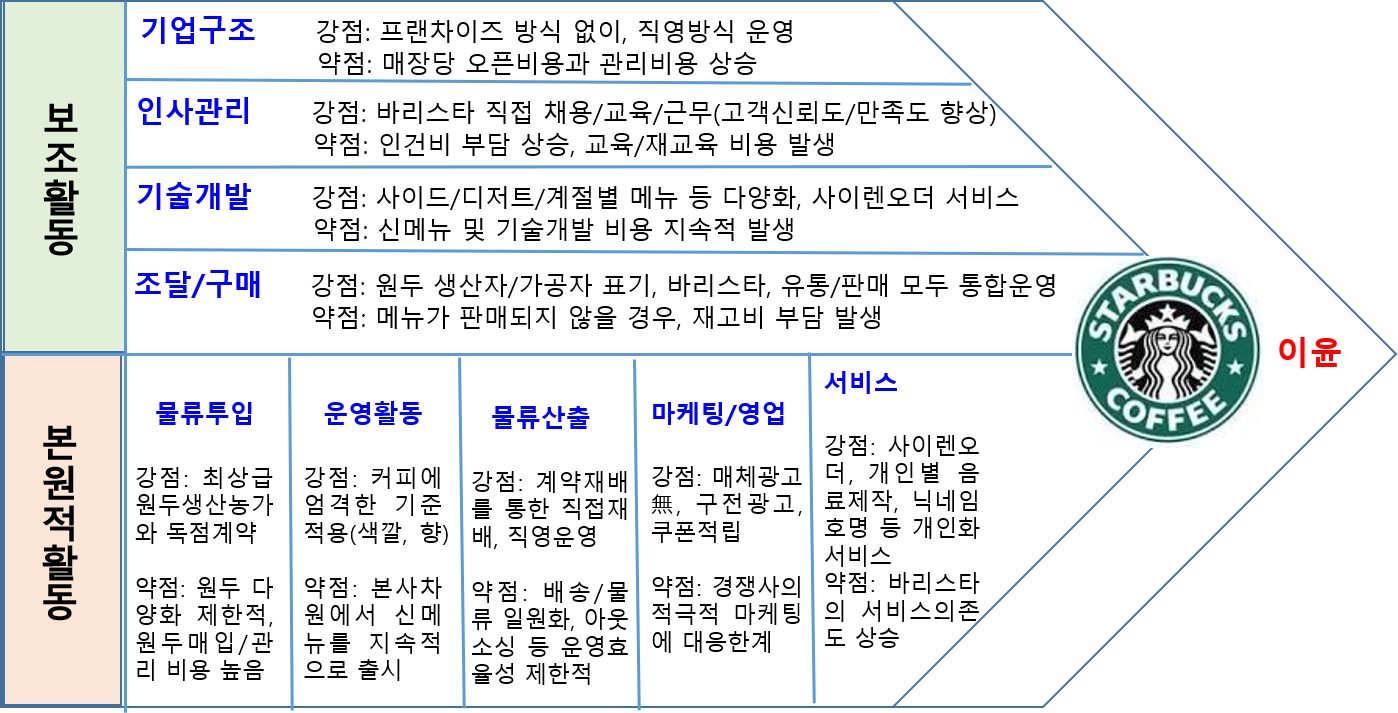 보조활동
기업구조
강점: 프랜차이즈 방식 없이, 직영방식 운영
약점: 매장당 오픈비용과 관리비용 상승
인사관리
강점: 바리스타 직접 채용/교육/근무(고객신뢰도/만족도 향상)
약점: 인건비 부담 상승, 교육/재교육 비용 발생
기술개발
강점: 사이드/디저트/계절별 메뉴 등 다양화, 사이렌오더 서비스
약점: 신메뉴 및 기술개발 비용 지속적 발생
조달/구매
강점: 원두 생산자/가공자 표기, 바리스타, 유통/판매 모두 통합운영
약점: 메뉴가 판매되지 않을 경우, 재고비 부담 발생
STARBUCKS
COFFEE
이윤
본원적활동
물류투입
강점: 최상급
원두생산농가
와 독점계약
약점: 원두 다
양화 제한적,
원두매입/관
리 비용 높음
운영활동
강점: 커피에
엄격한 기준
적용(색깔, 향)
약점: 본사차
원에서 신메
뉴를 지속적
으로 출시
물류산출
강점: 계약재배
를 통한 직접재
배, 직영운영
약점: 배송/물
류 일원화, 아웃
소싱 등 운영효
율성 제한적
마케팅/영업
강점: 매체광고
無, 구전광고,
쿠폰적립
약점: 경쟁사의
적극적 마케팅
에 대응한계
서비스
강점: 사이렌오
더, 개인별 음
료제작, 닉네임
호명 등 개인화
서비스
약점: 바리스타
의 서비스의존
도 상승